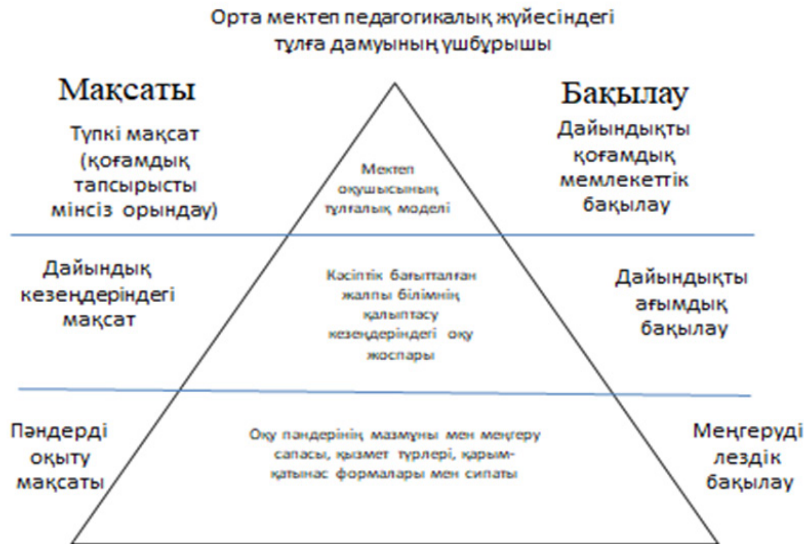 Орта мектеп педагогикалық жүйесіндегі
тұлға дамуының үшбұрышы
Мақсаты
Бақылау
Түпкі мақсат
(қоғамдық
тапсырысты
мінсіз орындау)
Мектеп
оқушысының
тұлғалық моделі
Дайындықты
қоғамдық
мемлекеттік
бақылау
Дайындық
кезеңдеріндегі
мақсат
Кәсіптік бағытталған
жалпы білімнің
қалыптасу
кезеңдеріндегі оқу
жоспары
Дайындықты
ағымдық
бақылау
Пәндерді
оқыту
мақсаты
Оқу пәндерінің мазмұны мен меңгеру
сапасы, қызмет түрлері, қарым-
қатынас формалары мен сипаты
Меңгеруді
лездік
бақылау